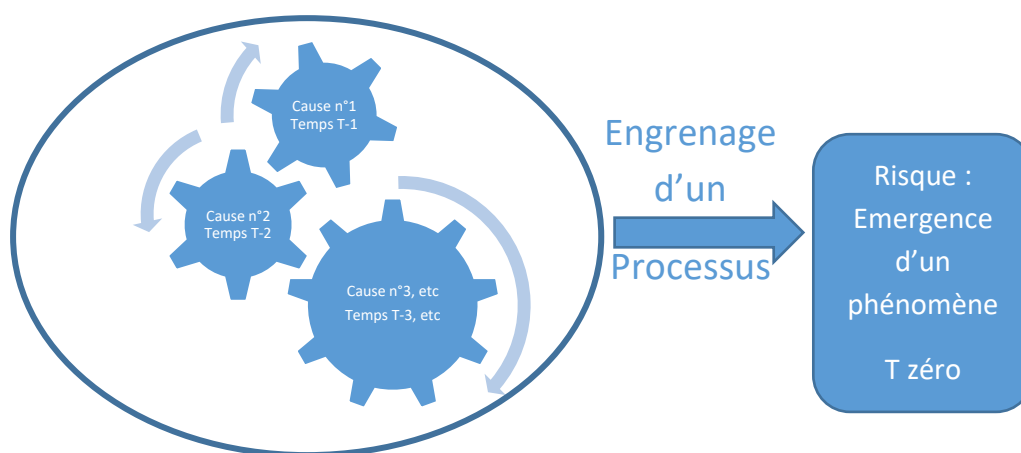 Cause n°1
Temps T-1
Cause n°2
Temps T-2
Cause n°3, etc
Temps T-3, etc
Engrenage
d’un
Processus
Risque :
Emergence
d’un
phénomène
T zéro